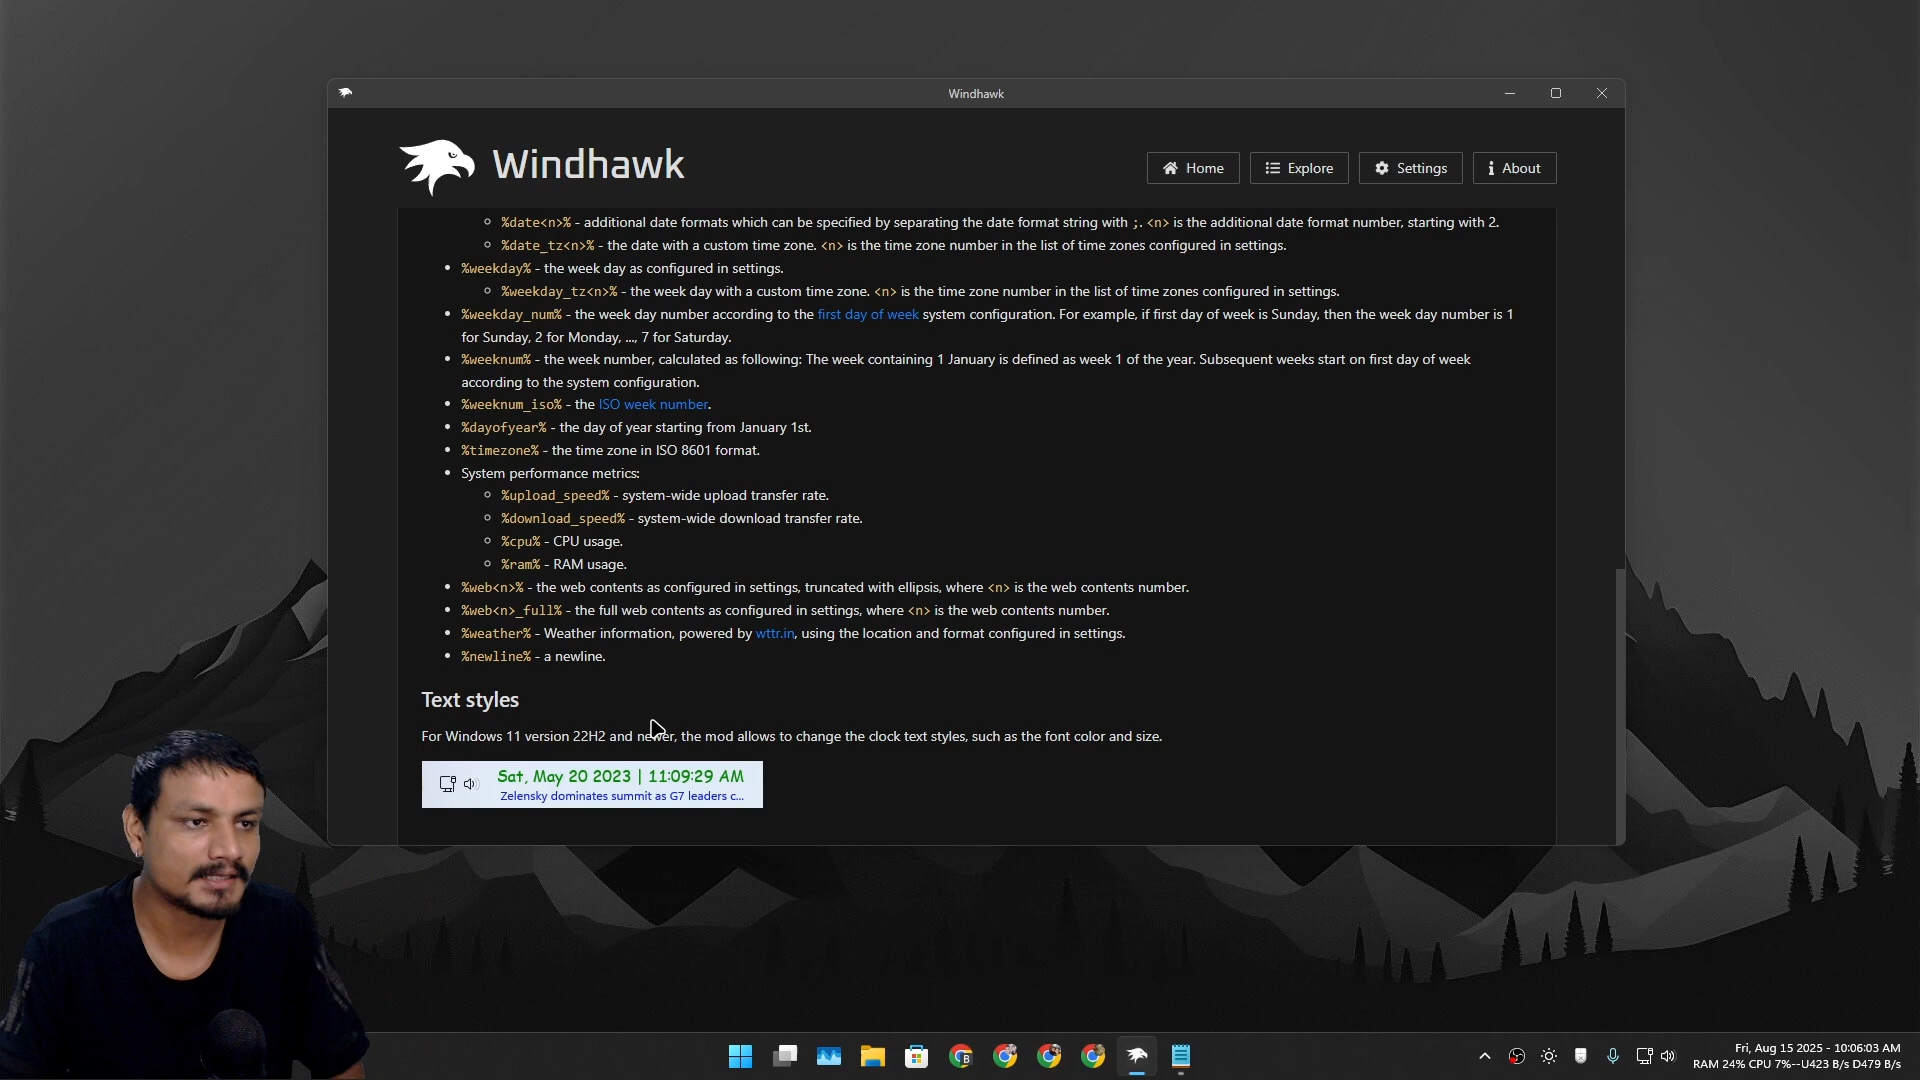 Windhawk
Windhawk
Home
Explore
Settings
About
%date<n>% - additional date formats which can be specified by separating the date format string with ;. <n> is the additional date format number, starting with 2.
%date_tz<n>% - the date with a custom time zone. <n> is the time zone number in the list of time zones configured in settings.
%weekday% - the week day as configured in settings.
%weekday_tz<n>% - the week day with a custom time zone. <n> is the time zone number in the list of time zones configured in settings.
%weekday_num% - the week day number according to the first day of week system configuration. For example, if first day of week is Sunday, then the week day number is 1
for Sunday, 2 for Monday, ..., 7 for Saturday.
%weeknum% - the week number, calculated as following: The week containing 1 January is defined as week 1 of the year. Subsequent weeks start on first day of week
according to the system configuration.
%weeknum_iso% - the ISO week number.
%dayofyear% - the day of year starting from January 1st.
%timezone% - the time zone in ISO 8601 format.
System performance metrics:
%upload_speed% - system-wide upload transfer rate.
%download_speed% - system-wide download transfer rate.
%cpu% - CPU usage.
%ram% - RAM usage.
%web<n>% - the web contents as configured in settings, truncated with ellipsis, where <n> is the web contents number.
%web<n>_full% - the full web contents as configured in settings, where <n> is the web contents number.
%weather% - Weather information, powered by wttr.in, using the location and format configured in settings.
%newline% - a newline.
Text styles
For Windows 11 version 22H2 and newer, the mod allows to change the clock text styles, such as the font color and size.
Sat, May 20 2023 | 11:09:29 AM
Zelensky dominates summit as G7 leaders c...
B
Fri, Aug 15 2025 - 10:06:03 AM
RAM 24% CPU 7%--U423 B/s D479 B/s